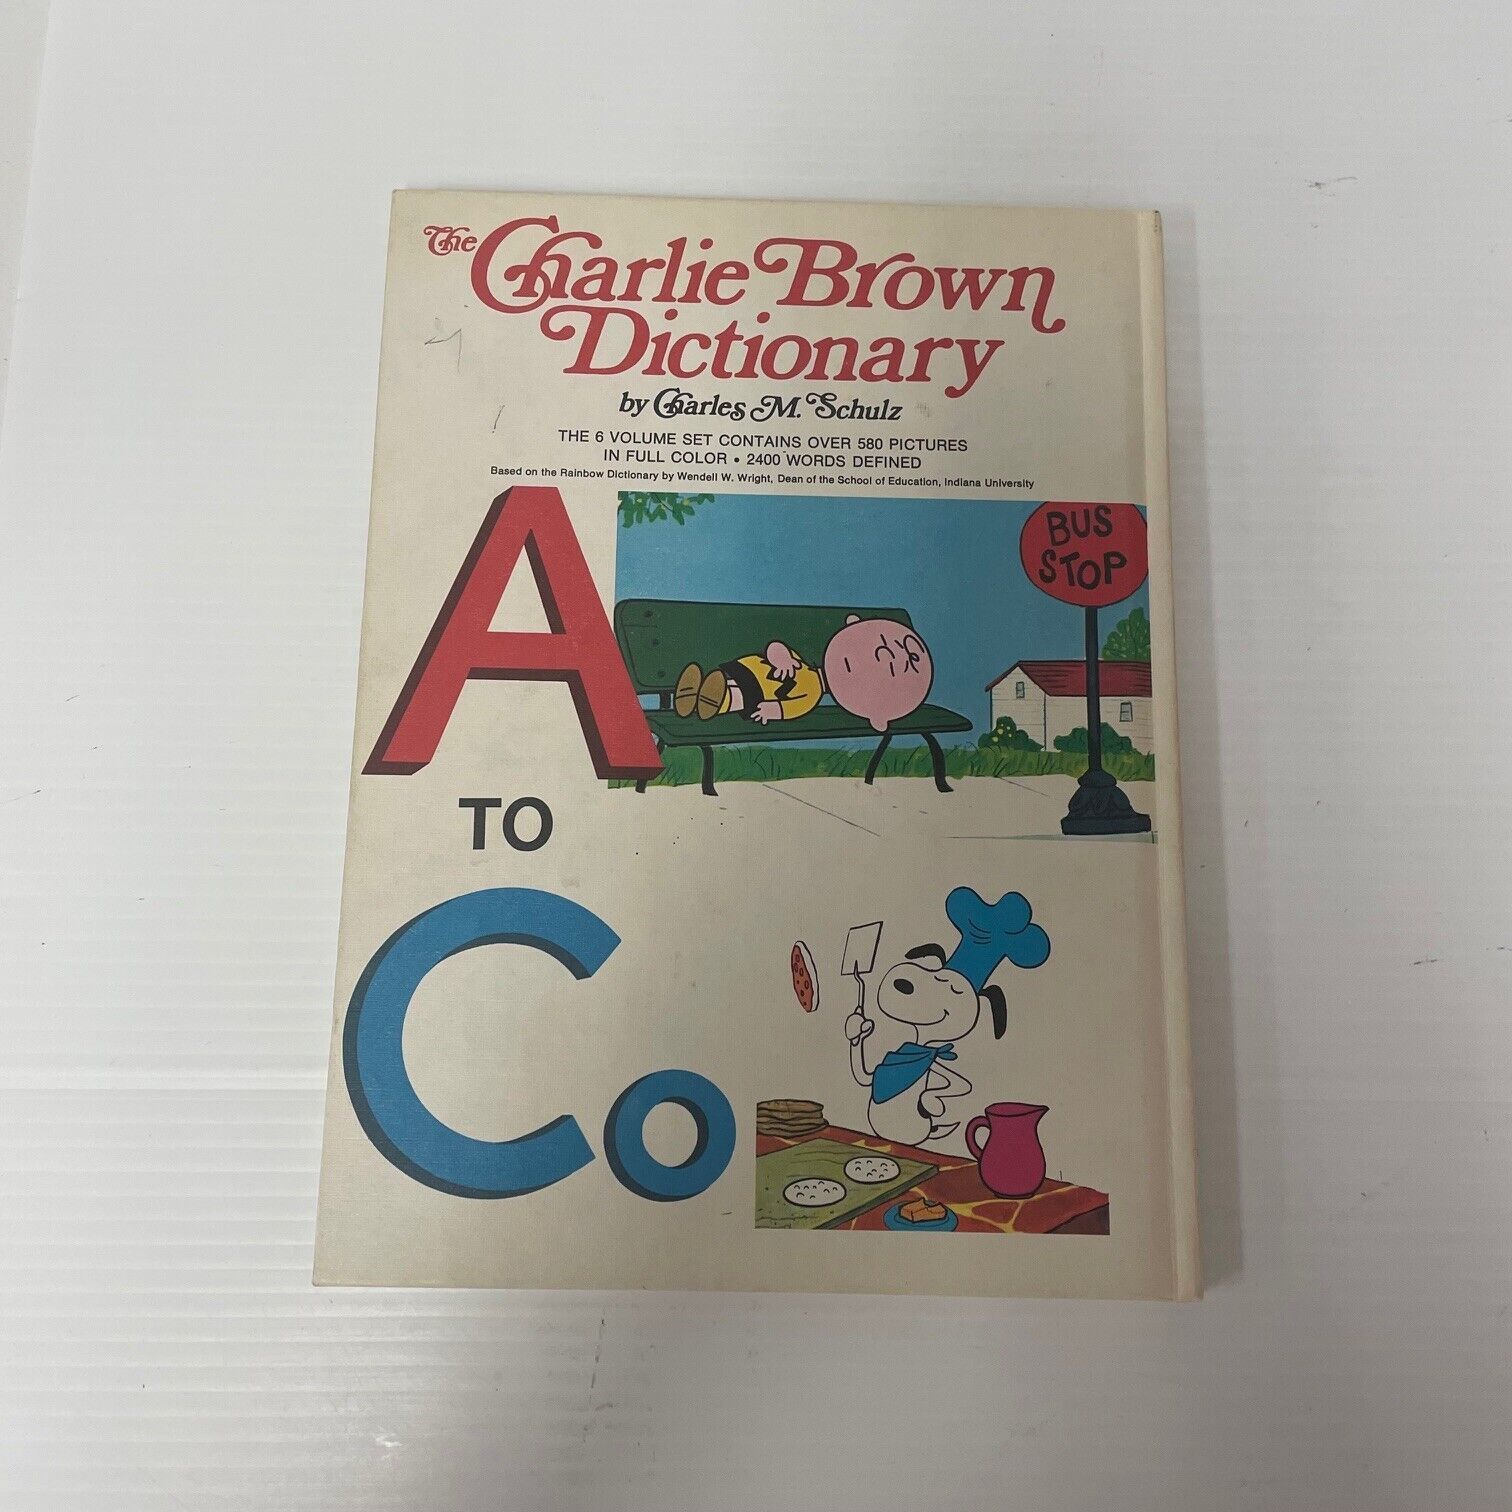 The Charlie Brown
Dictionary
by Charles M. Schulz
THE 6 VOLUME SET CONTAINS OVER 580 PICTURES
IN FULL COLOR • 2400 WORDS DEFINED
Based on the Rainbow Dictionary by Wendell W. Wright, Dean of the School of Education, Indiana University
A
BUS
STOP
TO
Co